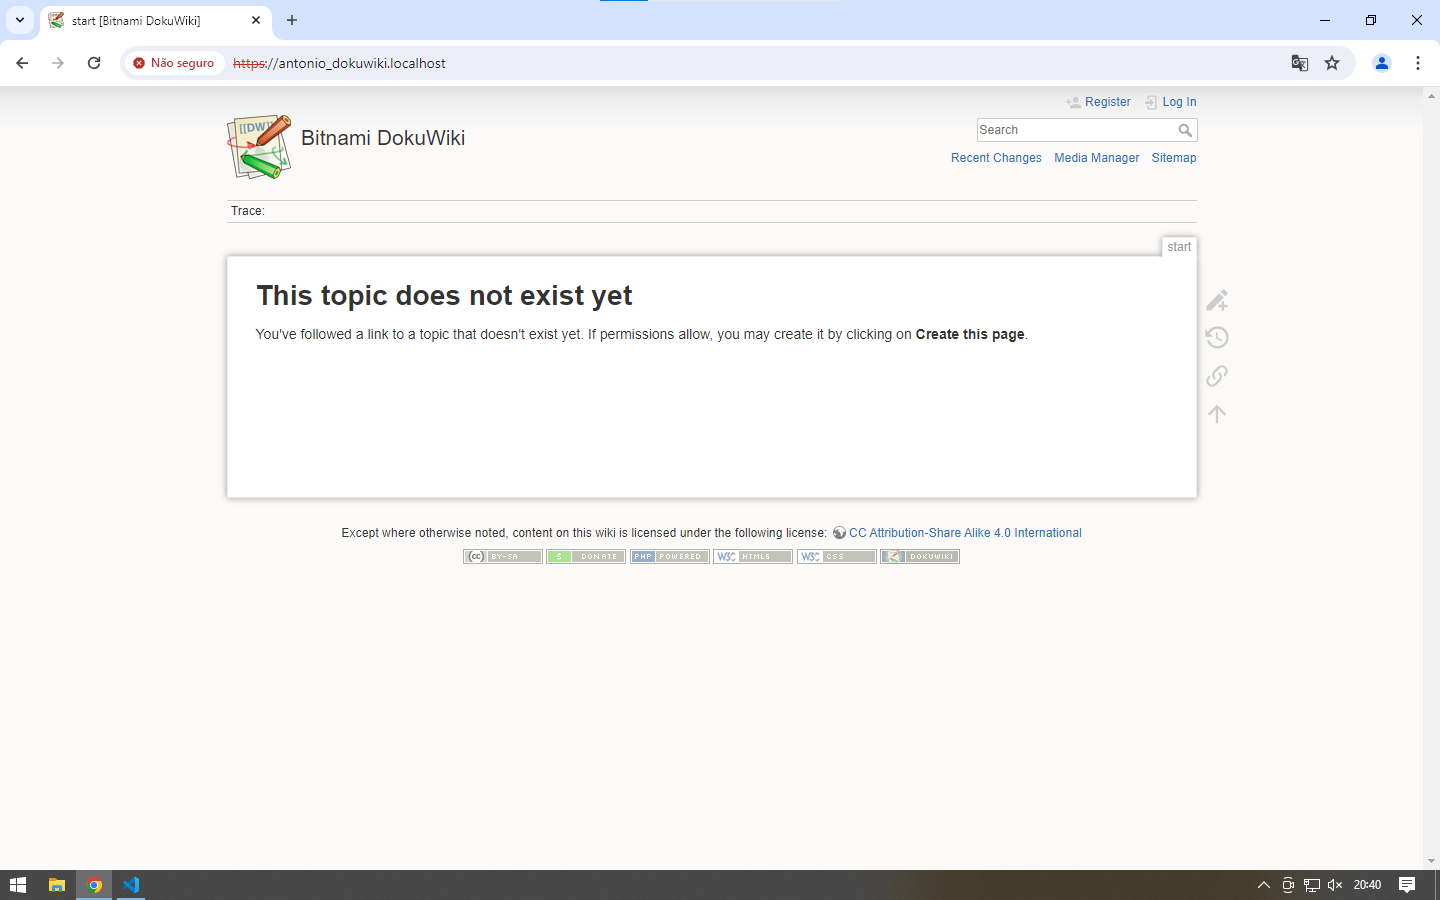 start [Bitnami DokuWiki]
Não seguro
https://antonio_dokuwiki.localhost
Register
Log In
[[DW]]
Bitnami DokuWiki
Search
Recent Changes
Media Manager
Sitemap
Trace:
start
This topic does not exist yet
You've followed a link to a topic that doesn't exist yet. If permissions allow, you may create it by clicking on Create this page.
Except where otherwise noted, content on this wiki is licensed under the following license: CC Attribution-Share Alike 4.0 International
(cc) BY-SA
$ DONATE
PHP POWERED
W3C HTML5
W3C CSS
DOKUWIKI
20:40